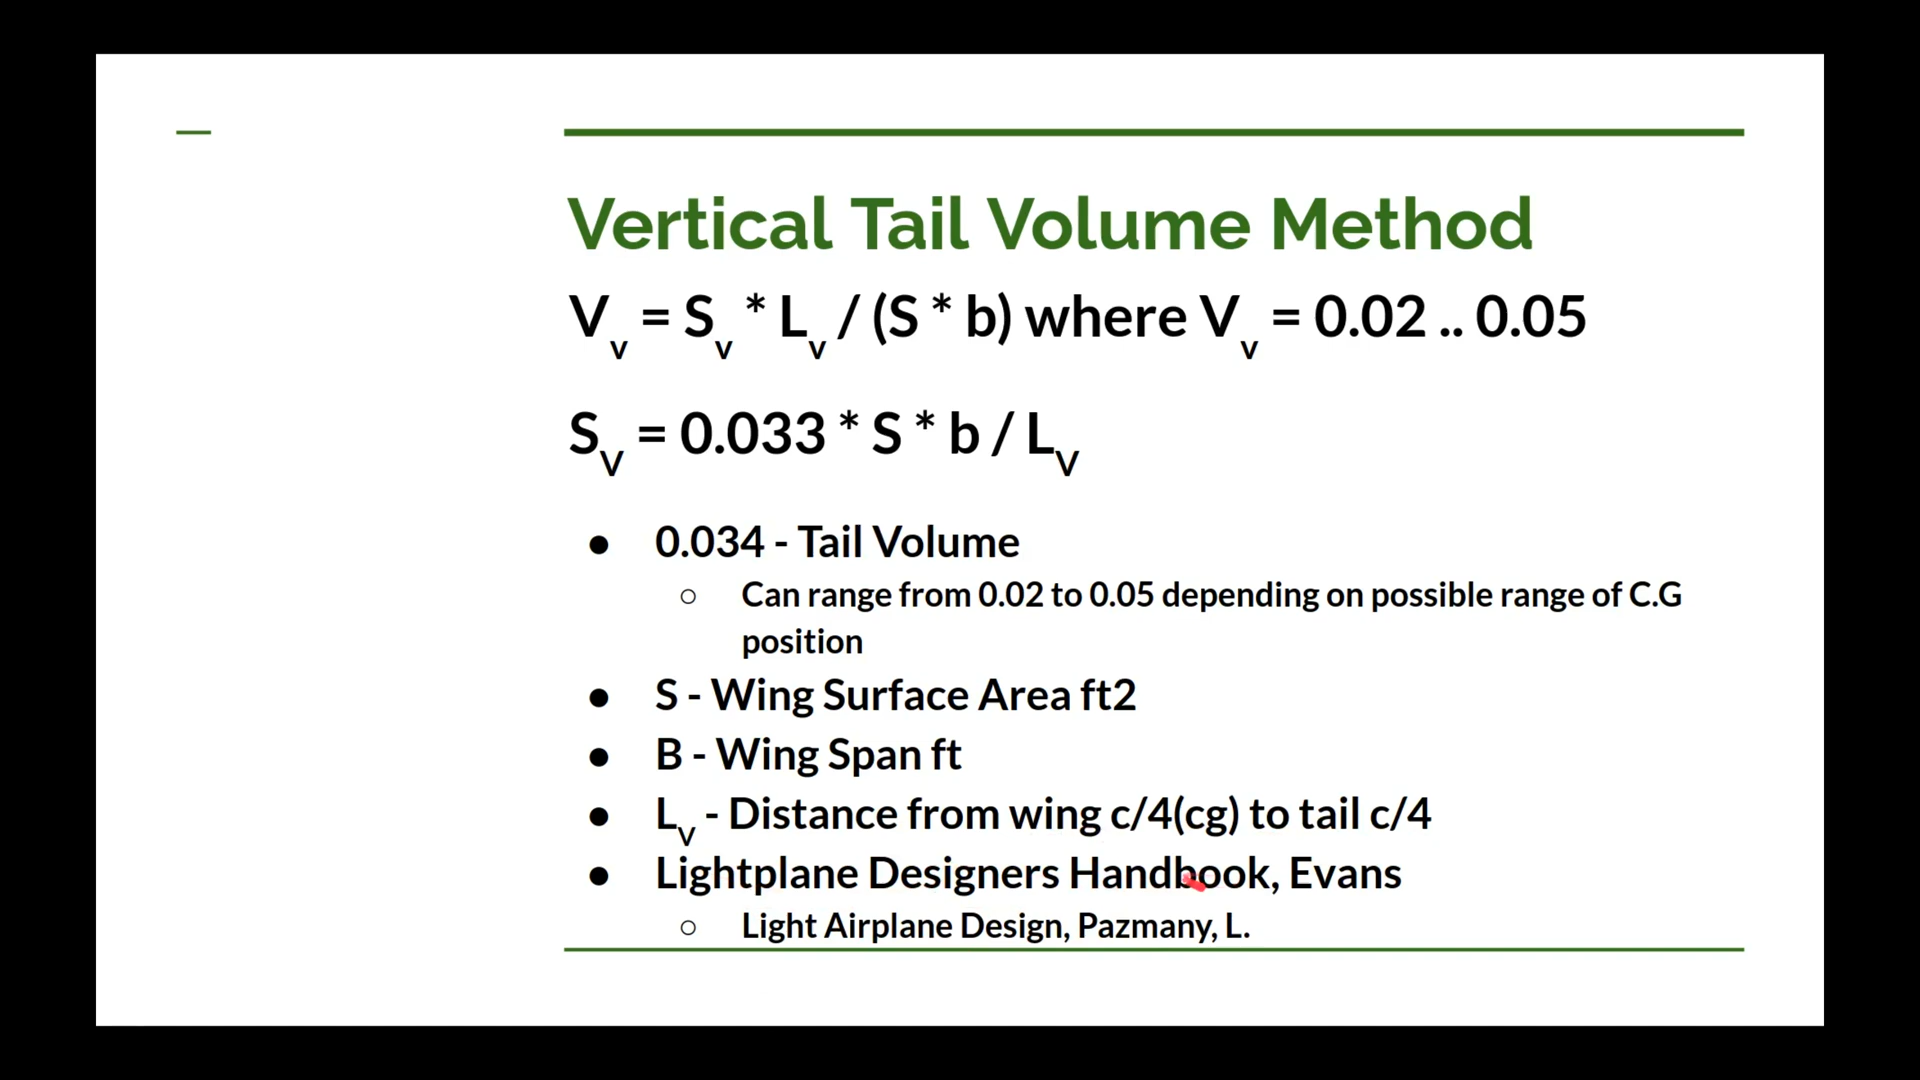 Vertical Tail Volume Method
Vv = Sv * Lv / (S * b) where Vv = 0.02 .. 0.05
SV = 0.033 * S * b / LV
● 0.034 - Tail Volume
○ Can range from 0.02 to 0.05 depending on possible range of C.G
position
● S - Wing Surface Area ft2
● B - Wing Span ft
● LV - Distance from wing c/4(cg) to tail c/4
● Lightplane Designers Handbook, Evans
○ Light Airplane Design, Pazmany, L.